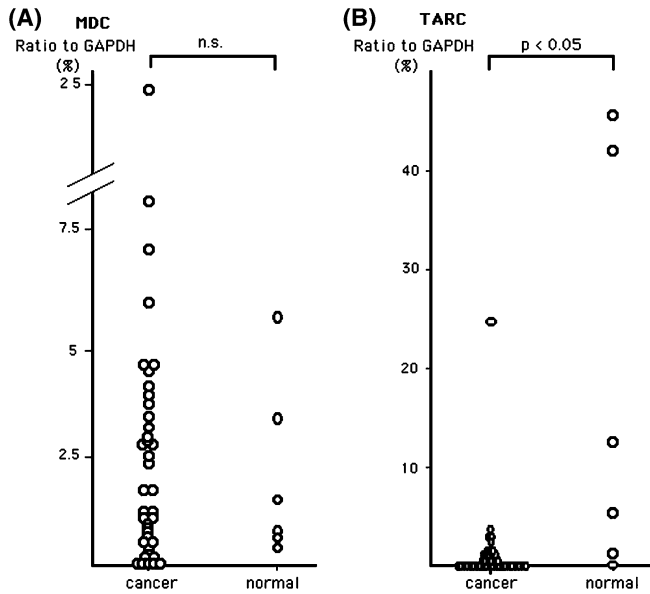 (A) MDC
Ratio to GAPDH
(%)
n.s.
25
7.5
5
2.5
cancer normal
(B) TARC
Ratio to GAPDH
(%)
p < 0.05
40
30
20
10
cancer normal